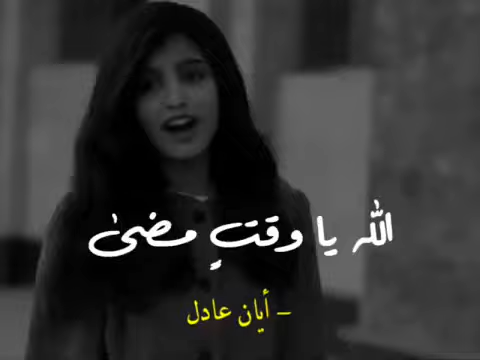 الله يا وقتٍ مضىٰ
– أيان عادل